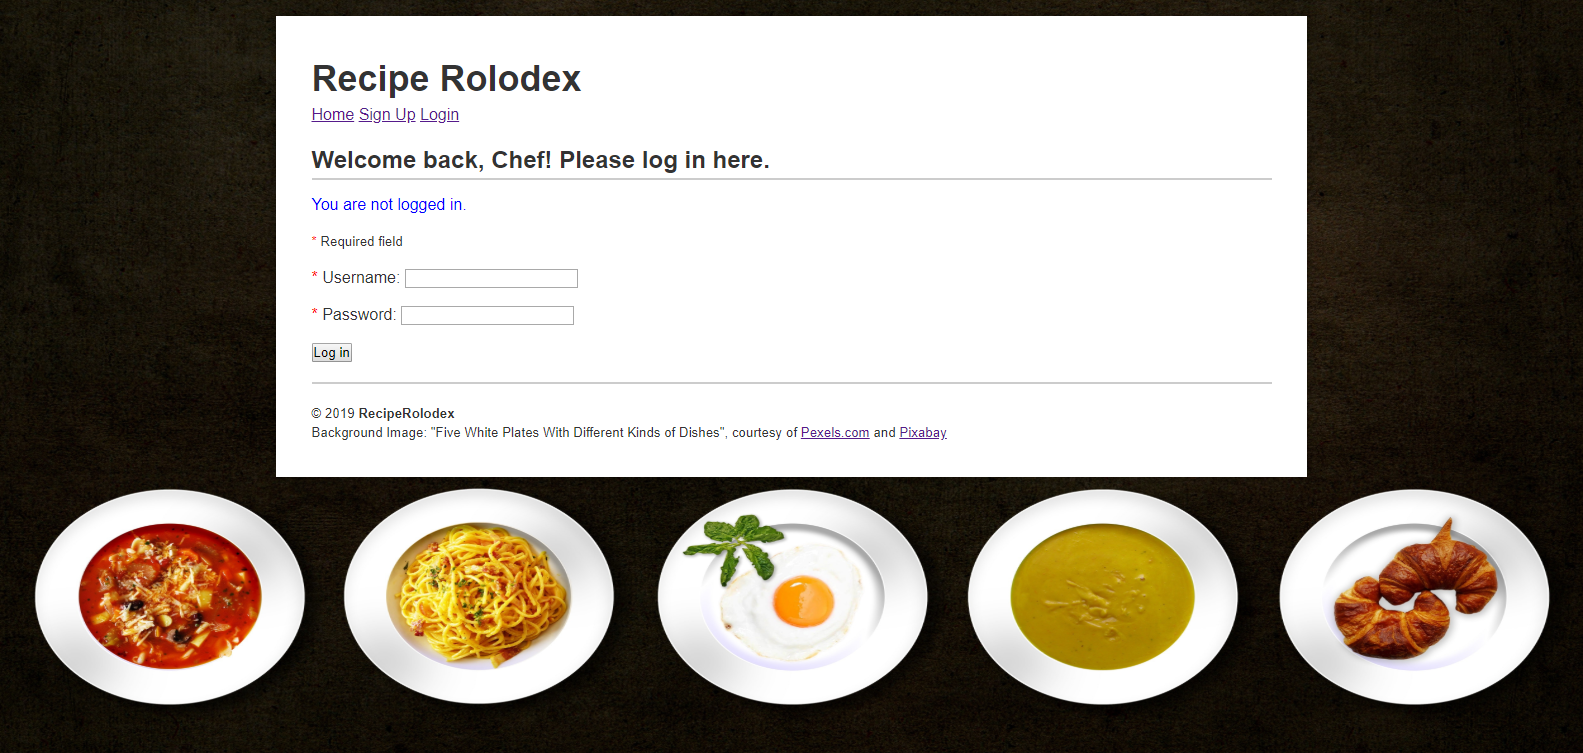 Recipe Rolodex
Home Sign Up Login
Welcome back, Chef! Please log in here.
You are not logged in.
* Required field
* Username:
* Password:
Log in
© 2019 RecipeRolodex
Background Image: "Five White Plates With Different Kinds of Dishes", courtesy of Pexels.com and Pixabay